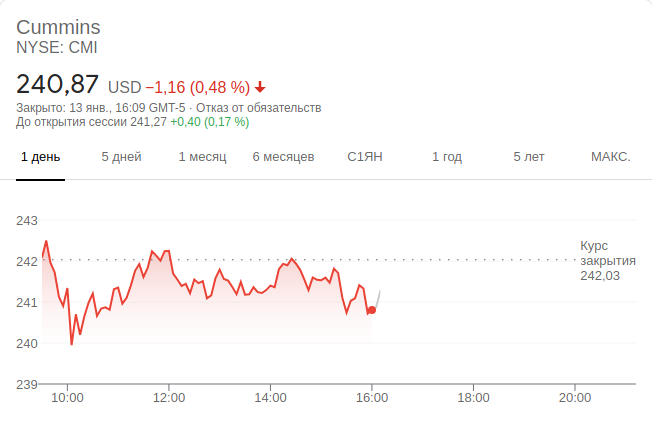 Cummins
NYSE: CMI
240,87 USD −1,16 (0,48 %)
Закрыто: 13 янв., 16:09 GMT-5 · Отказ от обязательств
До открытия сессии 241,27 +0,40 (0,17 %)
1 день 5 дней 1 месяц 6 месяцев С1ЯН 1 год 5 лет МАКС.
243
Курс
242 закрытия
242,03
241
240
239
10:00 12:00 14:00 16:00 18:00 20:00